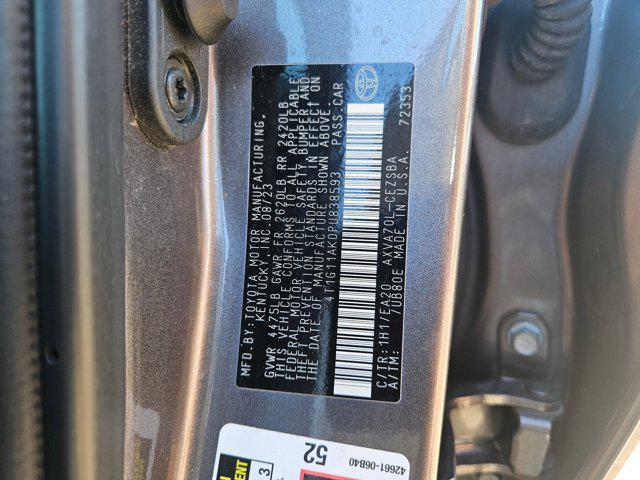 MFD.BY:TOYOTA MOTOR MANUFACTURING,
KENTUCKY, INC. 08/23
GVWR 4475LB GAWR FR 2620LB RR 2420LB
THIS VEHICLE CONFORMS TO ALL APPLICABLE
FEDERAL MOTOR VEHICLE SAFETY, BUMPER AND
THEFT PREVENTION STANDARDS IN EFFECT ON
THE DATE OF MANUFACTURE SHOWN ABOVE.
4T1G11AK0PU838593 PASS.CAR
C/TR: 1H1/EA20 AXVA70L-CEZSBA 72353
A/TM: /UB80E MADE IN U.S.A.
52
42661-06B40